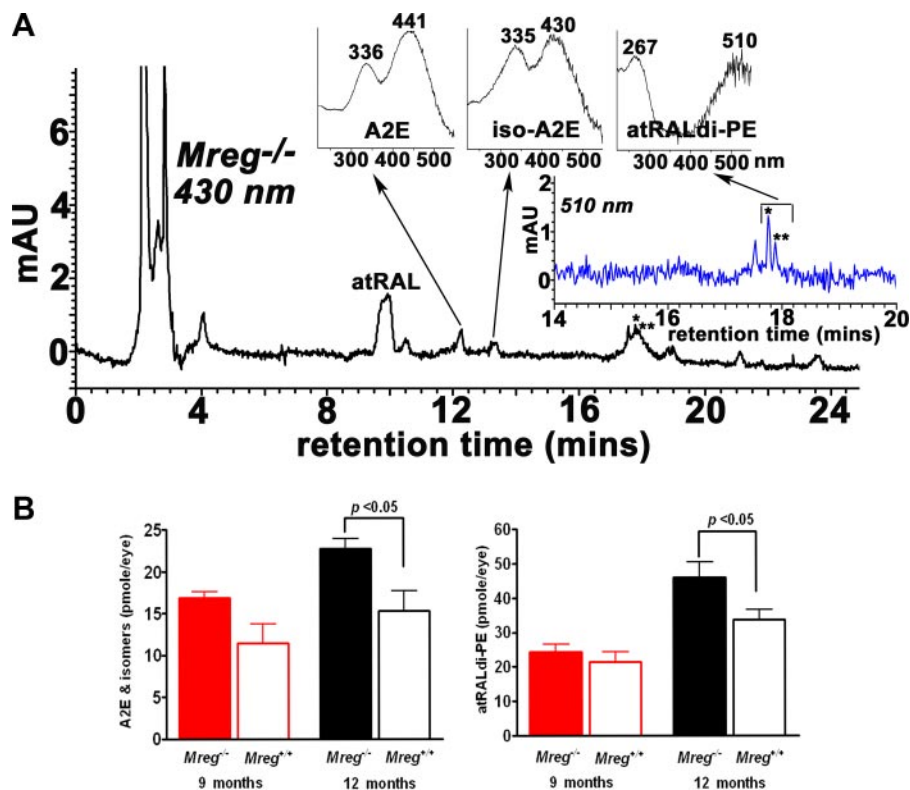 A
336
441
A2E
300 400 500
335
430
iso-A2E
300 400 500
267
510
atRALdi-PE
300 400 500 nm
Mreg-/-
430 nm
mAU
6
4
2
0
atRAL
* **
0 4 8 12 16 20 24
retention time (mins)
510 nm
mAU
2
1
0
*
**
14 16 18 20
retention time (mins)
B
A2E & isomers (pmole/eye)
25
20
15
10
5
0
p <0.05
Mreg-/- Mreg+/+ Mreg-/- Mreg+/+
9 months 12 months
atRALdi-PE (pmole/eye)
60
50
40
30
20
10
0
p <0.05
Mreg-/- Mreg+/+ Mreg-/- Mreg+/+
9 months 12 months